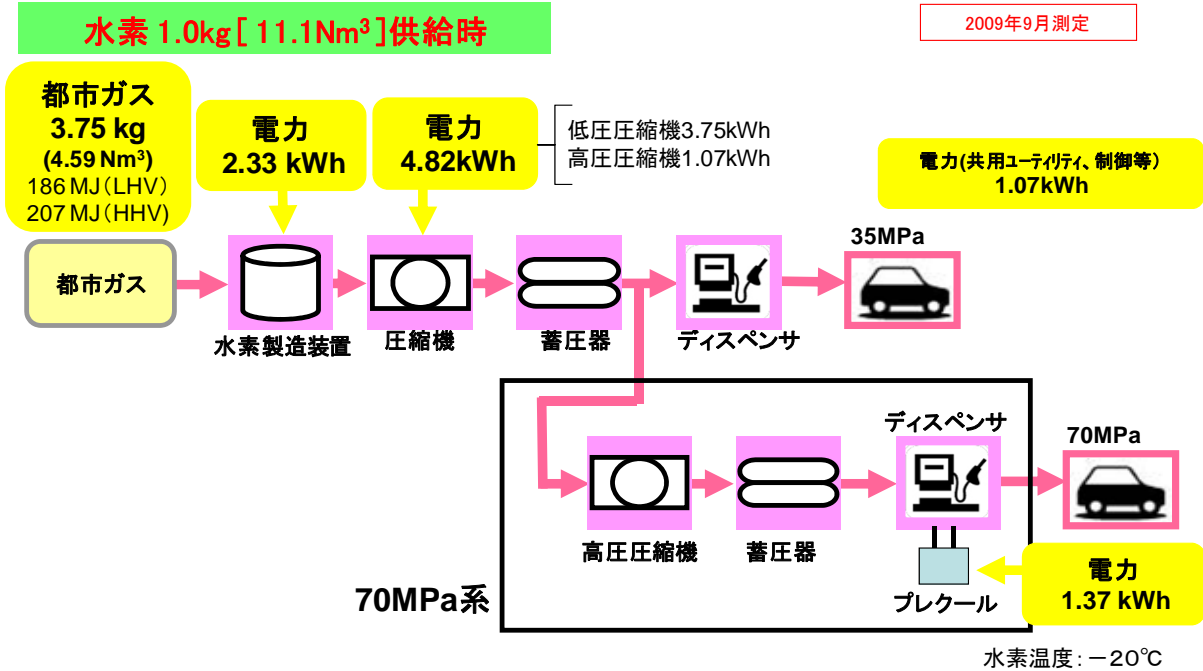 水素 1.0kg[ 11.1Nm³]供給時
2009年9月測定
都市ガス
3.75 kg
(4.59 Nm³)
186 MJ(LHV)
207 MJ(HHV)
電力
2.33 kWh
電力
4.82kWh
低圧圧縮機3.75kWh
高圧圧縮機1.07kWh
電力(共用ユーティリティ、制御等)
1.07kWh
都市ガス
水素製造装置
圧縮機
蓄圧器
ディスペンサ
35MPa
70MPa系
高圧圧縮機
蓄圧器
ディスペンサ
プレクール
70MPa
電力
1.37 kWh
水素温度:－20℃